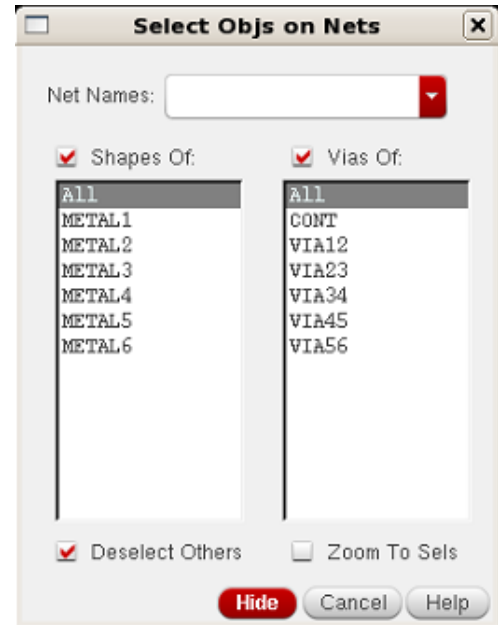 Select Objs on Nets
Net Names:
Shapes Of:
Vias Of:
All
METAL1
METAL2
METAL3
METAL4
METAL5
METAL6
All
CONT
VIA12
VIA23
VIA34
VIA45
VIA56
Deselect Others
Zoom To Sels
Hide Cancel Help